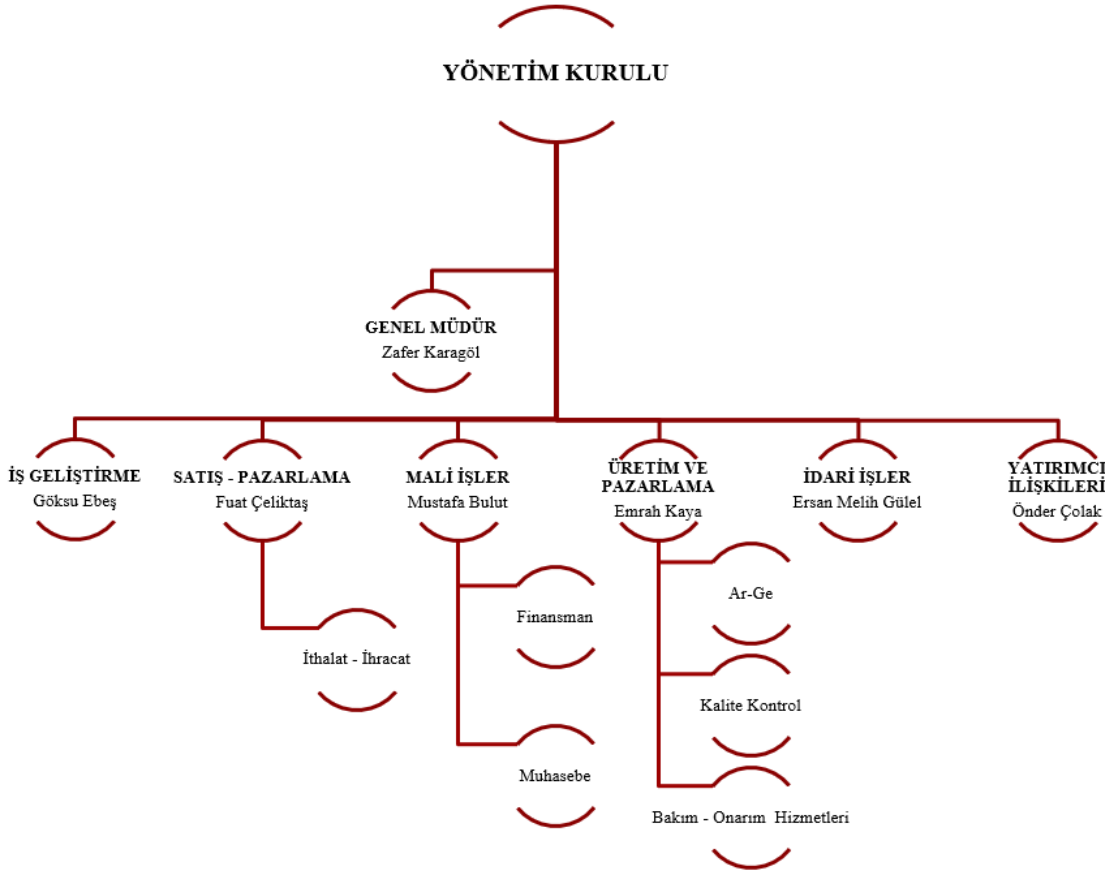 YÖNETİM KURULU
GENEL MÜDÜR
Zafer Karagöl
İŞ GELİŞTİRME
Göksu Ebeş
SATIŞ - PAZARLAMA
Fuat Çeliktaş
MALİ İŞLER
Mustafa Bulut
ÜRETİM VE
PAZARLAMA
Emrah Kaya
İDARİ İŞLER
Ersan Melih Gülel
YATIRIMCI
İLİŞKİLERİ
Önder Çolak
İthalat - İhracat
Finansman
Muhasebe
Ar-Ge
Kalite Kontrol
Bakım - Onarım Hizmetleri